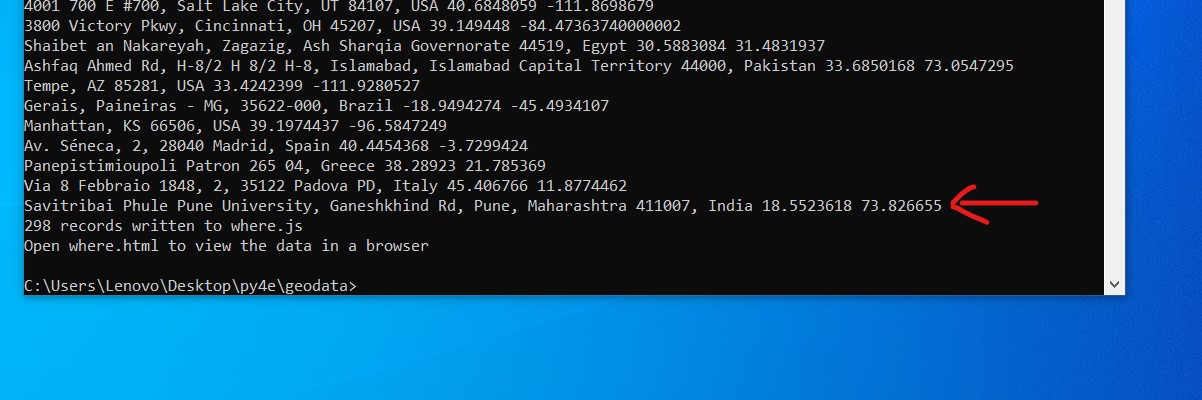 4001 700 E #700, Salt Lake City, UT 84107, USA 40.6848059 -111.8698679
3800 Victory Pkwy, Cincinnati, OH 45207, USA 39.149448 -84.47363740000002
Shaibet an Nakareyah, Zagazig, Ash Sharqia Governorate 44519, Egypt 30.5883084 31.4831937
Ashfaq Ahmed Rd, H-8/2 H 8/2 H-8, Islamabad, Islamabad Capital Territory 44000, Pakistan 33.6850168 73.0547295
Tempe, AZ 85281, USA 33.4242399 -111.9280527
Gerais, Paineiras - MG, 35622-000, Brazil -18.9494274 -45.4934107
Manhattan, KS 66506, USA 39.1974437 -96.5847249
Av. Séneca, 2, 28040 Madrid, Spain 40.4454368 -3.7299424
Panepistimioupoli Patron 265 04, Greece 38.28923 21.785369
Via 8 Febbraio 1848, 2, 35122 Padova PD, Italy 45.406766 11.8774462
Savitribai Phule Pune University, Ganeshkhind Rd, Pune, Maharashtra 411007, India 18.5523618 73.826655
298 records written to where.js
Open where.html to view the data in a browser
C:\Users\Lenovo\Desktop\py4e\geodata>